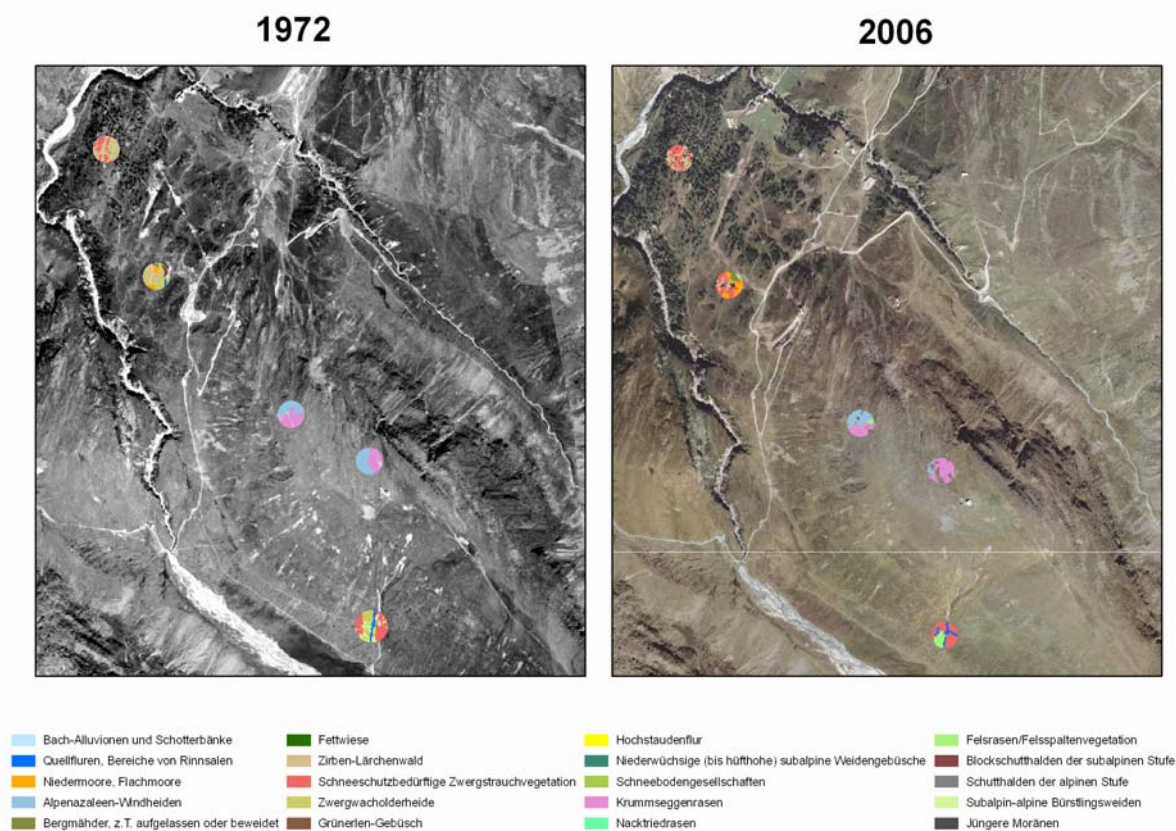 1972
2006
Bach-Alluvionen und Schotterbänke
Quellfluren, Bereiche von Rinnsalen
Niedermoore, Flachmoore
Alpenazaleen-Windheiden
Bergmähder, z.T. aufgelassen oder beweidet
Fettwiese
Zirben-Lärchenwald
Schneeschutzbedürftige Zwergstrauchvegetation
Zwergwacholderheide
Grünerlen-Gebüsch
Hochstaudenflur
Niederwüchsige (bis hüfthohe) subalpine Weidengebüsche
Schneebodengesellschaften
Krummseggenrasen
Nacktriedrasen
Felsrasen/Felsspaltenvegetation
Blockschutthalden der subalpinen Stufe
Schutthalden der alpinen Stufe
Subalpin-alpine Bürstlingsweiden
Jüngere Moränen